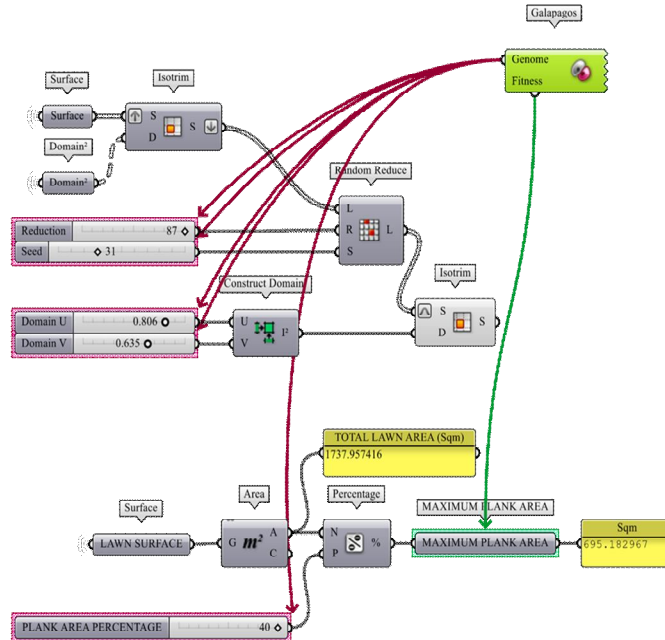 Galapagos
Genome
Fitness
Surface
Isotrim
Surface
S
D
S
Domain²
Domain²
Random Reduce
L
R
S
L
Reduction
87
Seed
31
Isotrim
S
D
S
Construct Domain
Domain U
0.806
Domain V
0.635
U
V
I²
TOTAL LAWN AREA (Sqm)
1737.957416
Surface
LAWN SURFACE
Area
G
m²
A
C
Percentage
N
P
%
MAXIMUM PLANK AREA
MAXIMUM PLANK AREA
Sqm
695.182967
PLANK AREA PERCENTAGE
40